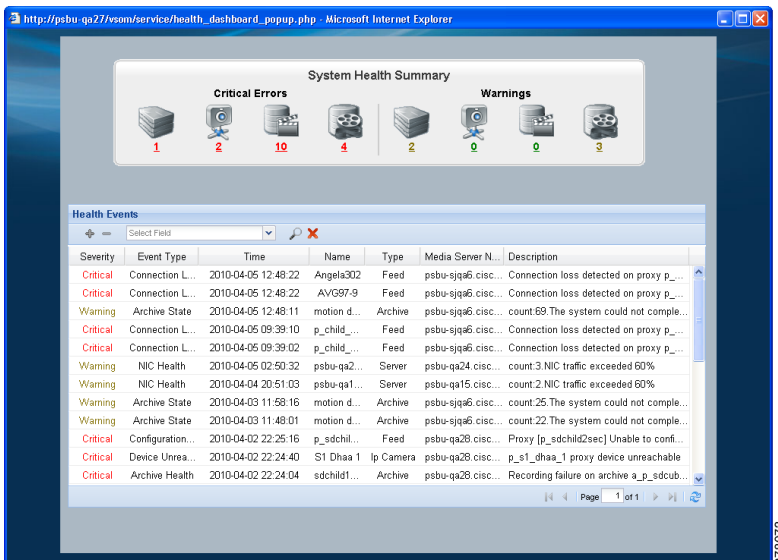 http://psbu-qa27/vsom/service/health_dashboard_popup.php - Microsoft Internet Explorer
System Health Summary
Critical Errors Warnings
1 2 10 4 2 0 0 3
Health Events
Select Field
Severity Event Type Time Name Type Media Server N... Description
Critical Connection L... 2010-04-05 12:48:22 Angela302 Feed psbu-sjqa6.cisc... Connection loss detected on proxy p_...
Critical Connection L... 2010-04-05 12:48:22 AVG97-9 Feed psbu-sjqa6.cisc... Connection loss detected on proxy p_...
Warning Archive State 2010-04-05 12:48:11 motion d... Archive psbu-sjqa6.cisc... count:69.The system could not comple...
Critical Connection L... 2010-04-05 09:39:10 p_child_... Feed psbu-sjqa6.cisc... Connection loss detected on proxy p_...
Critical Connection L... 2010-04-05 09:39:02 p_child_... Feed psbu-sjqa6.cisc... Connection loss detected on proxy p_...
Warning NIC Health 2010-04-05 02:50:32 psbu-qa2... Server psbu-qa24.cisc... count:3.NIC traffic exceeded 60%
Warning NIC Health 2010-04-04 20:51:03 psbu-qa1... Server psbu-qa15.cisc... count:2.NIC traffic exceeded 60%
Warning Archive State 2010-04-03 11:58:16 motion d... Archive psbu-sjqa6.cisc... count:25.The system could not comple...
Warning Archive State 2010-04-03 11:48:01 motion d... Archive psbu-sjqa6.cisc... count:22.The system could not comple...
Critical Configuration... 2010-04-02 22:25:16 p_sdchil... Feed psbu-qa28.cisc... Proxy [p_sdchild2sec] Unable to confi...
Critical Device Unrea... 2010-04-02 22:24:40 S1 Dhaa 1 Ip Camera psbu-qa28.cisc... p_s1_dhaa_1 proxy device unreachable
Critical Archive Health 2010-04-02 22:24:04 sdchild1... Archive psbu-qa28.cisc... Recording failure on archive a_p_sdcub...
Page 1 of 1